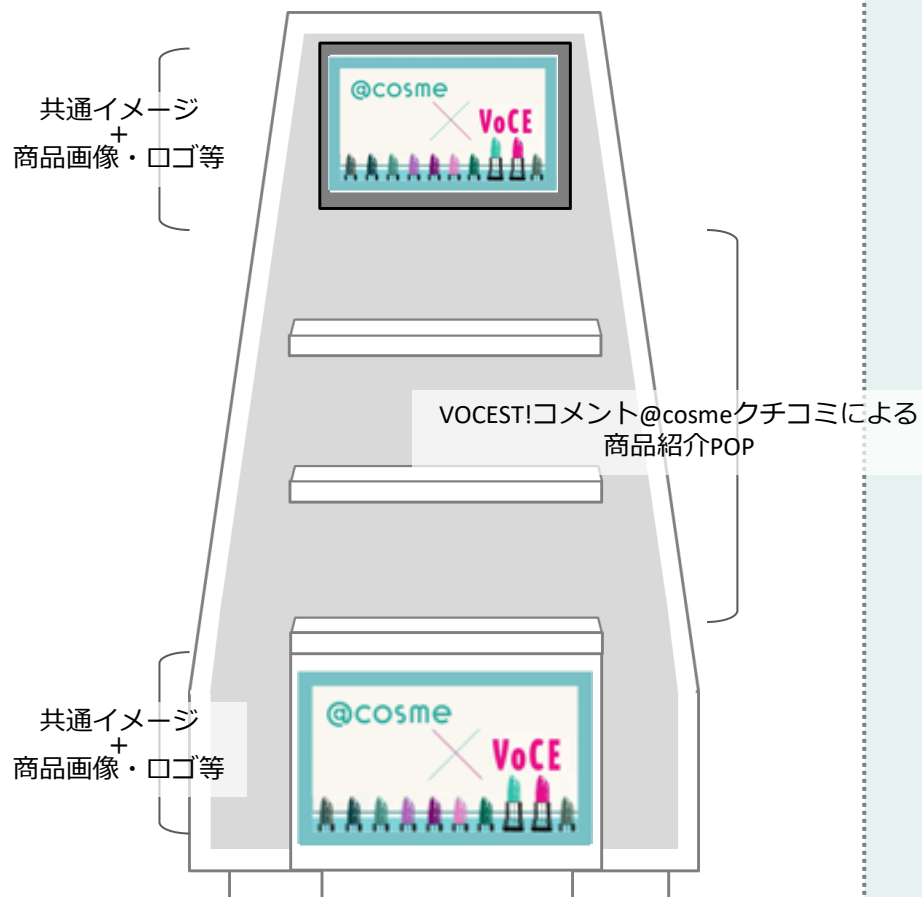 @cosme
VoCE
共通イメージ
+
商品画像・ロゴ等
VOCEST!コメント@cosmeクチコミによる
商品紹介POP
@cosme
VoCE
共通イメージ
+
商品画像・ロゴ等